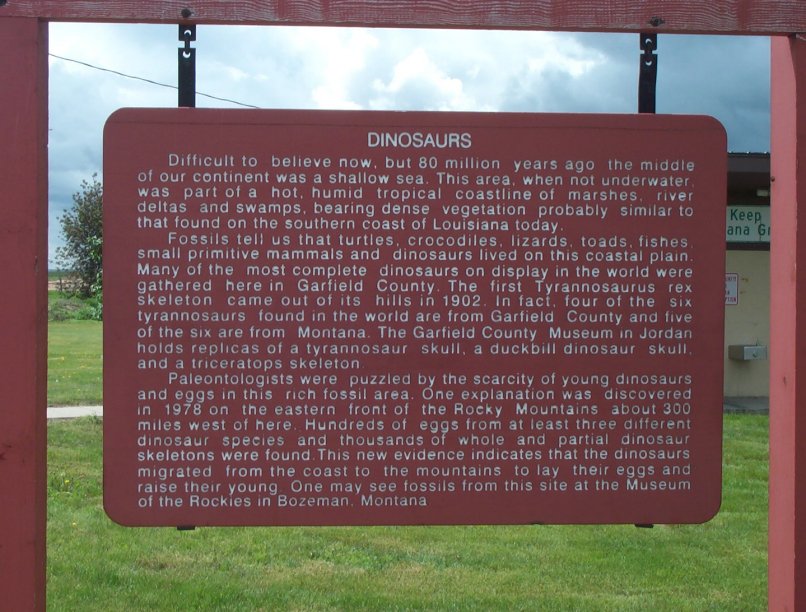 DINOSAURS
Difficult to believe now, but 80 million years ago the middle
of our continent was a shallow sea. This area, when not underwater,
was part of a hot, humid tropical coastline of marshes, river
deltas and swamps, bearing dense vegetation probably similar to
that found on the southern coast of Louisiana today.
Fossils tell us that turtles, crocodiles, lizards, toads, fishes,
small primitive mammals and dinosaurs lived on this coastal plain.
Many of the most complete dinosaurs on display in the world were
gathered here in Garfield County. The first Tyrannosaurus rex
skeleton came out of its hills in 1902. In fact, four of the six
tyrannosaurs found in the world are from Garfield County and five
of the six are from Montana. The Garfield County Museum in Jordan
holds replicas of a tyrannosaur skull, a duckbill dinosaur skull,
and a triceratops skeleton.
Paleontologists were puzzled by the scarcity of young dinosaurs
and eggs in this rich fossil area. One explanation was discovered
in 1978 on the eastern front of the Rocky Mountains about 300
miles west of here. Hundreds of eggs from at least three different
dinosaur species and thousands of whole and partial dinosaur
skeletons were found. This new evidence indicates that the dinosaurs
migrated from the coast to the mountains to lay their eggs and
raise their young. One may see fossils from this site at the Museum
of the Rockies in Bozeman, Montana
Keep
ana Gr